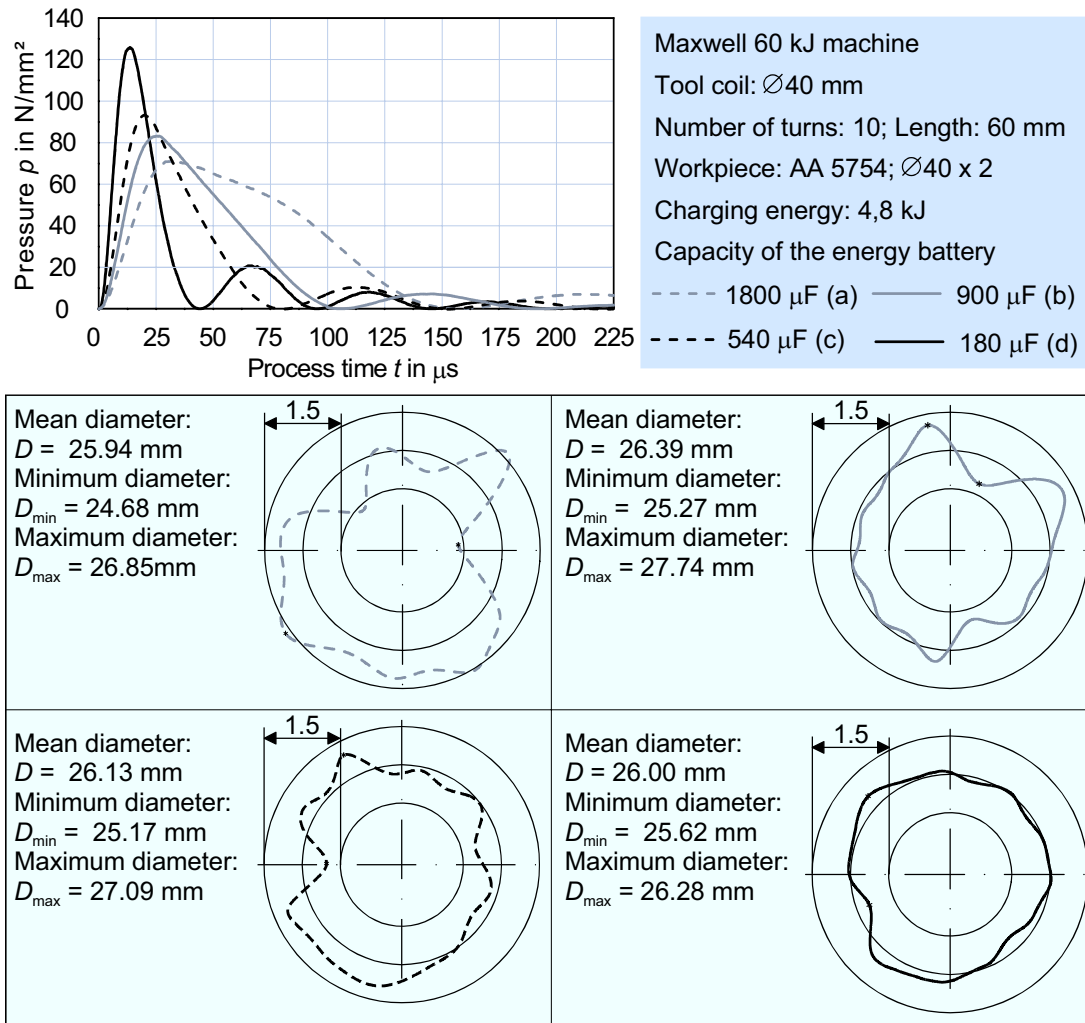 140
120
100
80
60
40
20
0
Pressure p in N/mm²
0 25 50 75 100 125 150 175 200 225
Process time t in μs
Maxwell 60 kJ machine
Tool coil: ∅40 mm
Number of turns: 10; Length: 60 mm
Workpiece: AA 5754; ∅40 x 2
Charging energy: 4,8 kJ
Capacity of the energy battery
1800 μF (a) 900 μF (b)
540 μF (c) 180 μF (d)
Mean diameter:
D = 25.94 mm
Minimum diameter:
Dmin = 24.68 mm
Maximum diameter:
Dmax = 26.85mm
1.5
Mean diameter:
D = 26.39 mm
Minimum diameter:
Dmin = 25.27 mm
Maximum diameter:
Dmax = 27.74 mm
1.5
Mean diameter:
D = 26.13 mm
Minimum diameter:
Dmin = 25.17 mm
Maximum diameter:
Dmax = 27.09 mm
1.5
Mean diameter:
D = 26.00 mm
Minimum diameter:
Dmin = 25.62 mm
Maximum diameter:
Dmax = 26.28 mm
1.5